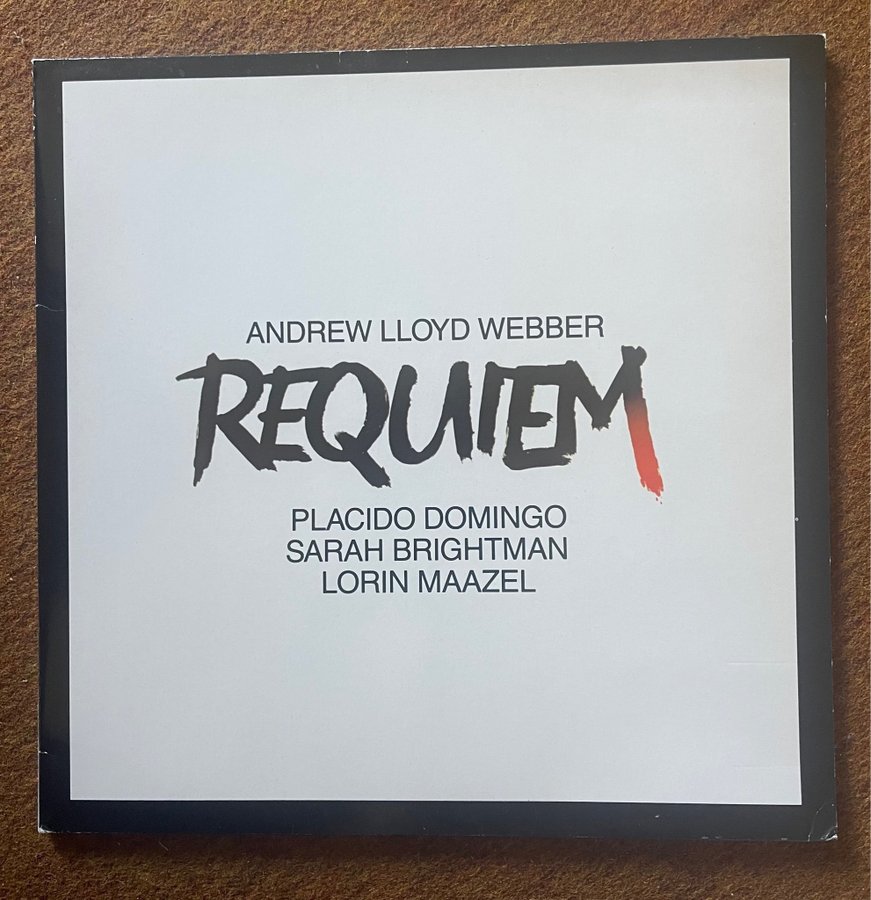 ANDREW LLOYD WEBBER
REQUIEM
PLACIDO DOMINGO
SARAH BRIGHTMAN
LORIN MAAZEL